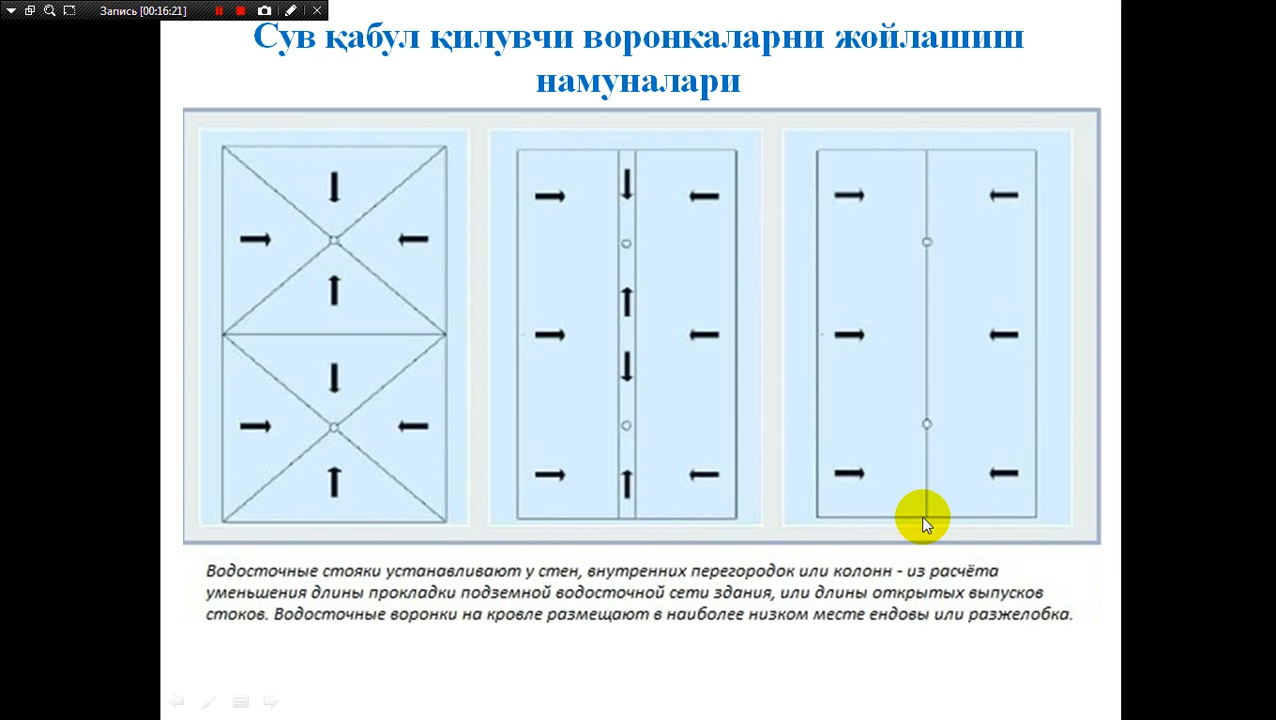 Запись [00:16:21]
Сув қабул қилувчи воронкаларни жойлашиш
намуналари
Водосточные стояки устанавливают у стен, внутренних перегородок или колонн - из расчёта
уменьшения длины прокладки подземной водосточной сети здания, или длины открытых выпусков
стоков. Водосточные воронки на кровле размещают в наиболее низком месте ендовы или разжелобка.